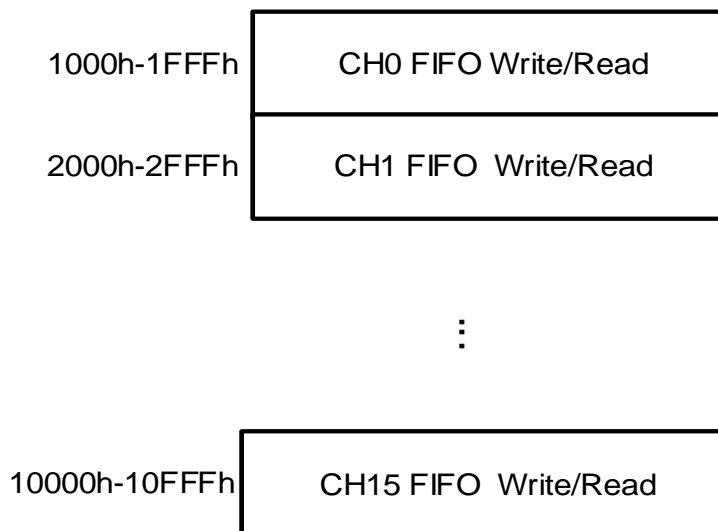 1000h-1FFFh CH0 FIFO Write/Read
2000h-2FFFh CH1 FIFO Write/Read
⋮
10000h-10FFFh CH15 FIFO Write/Read